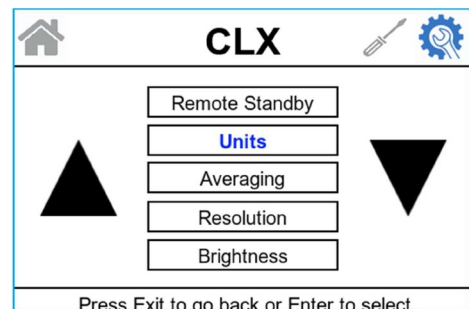 CLX
Remote Standby
Units
Averaging
Resolution
Brightness
Press Exit to go back or Enter to select